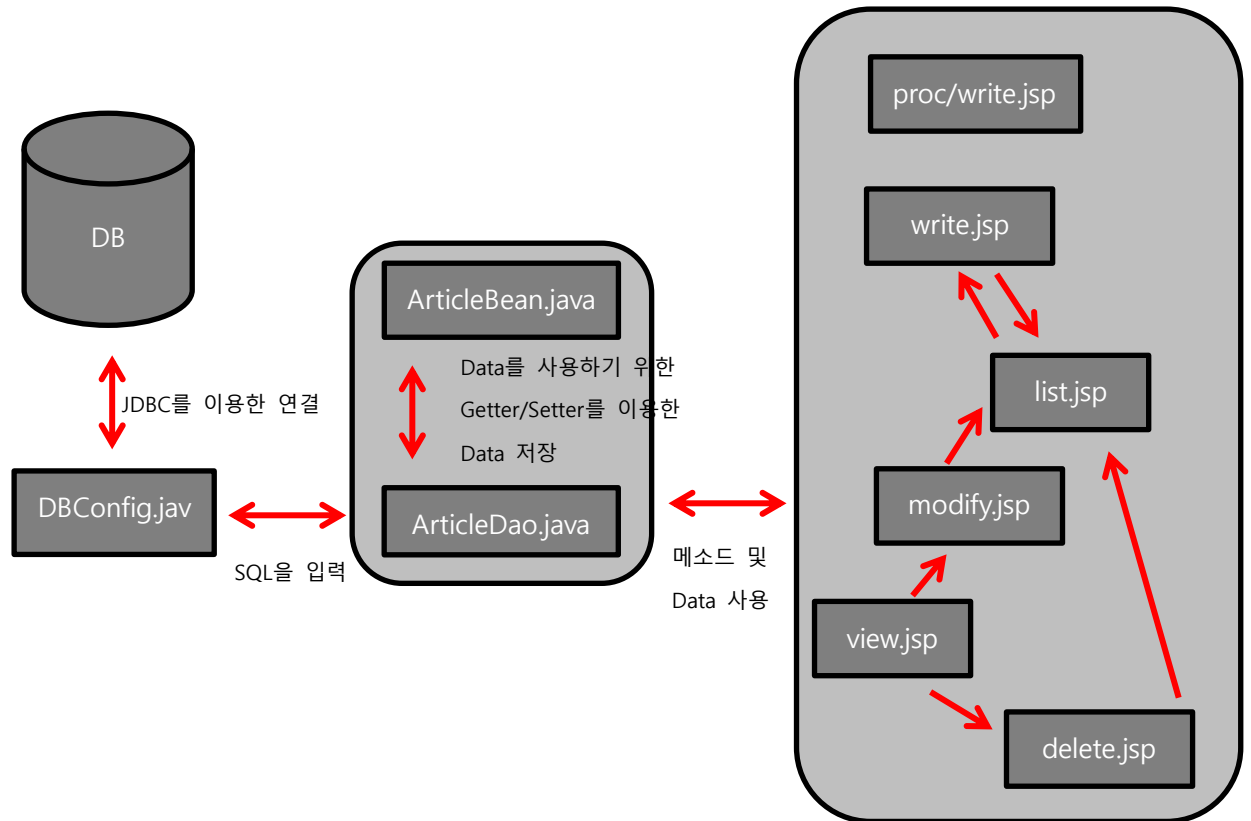 DB
JDBC를 이용한 연결
DBConfig.jav
SQL을 입력
ArticleBean.java
Data를 사용하기 위한
Getter/Setter를 이용한
Data 저장
ArticleDao.java
메소드 및
Data 사용
proc/write.jsp
write.jsp
list.jsp
modify.jsp
view.jsp
delete.jsp